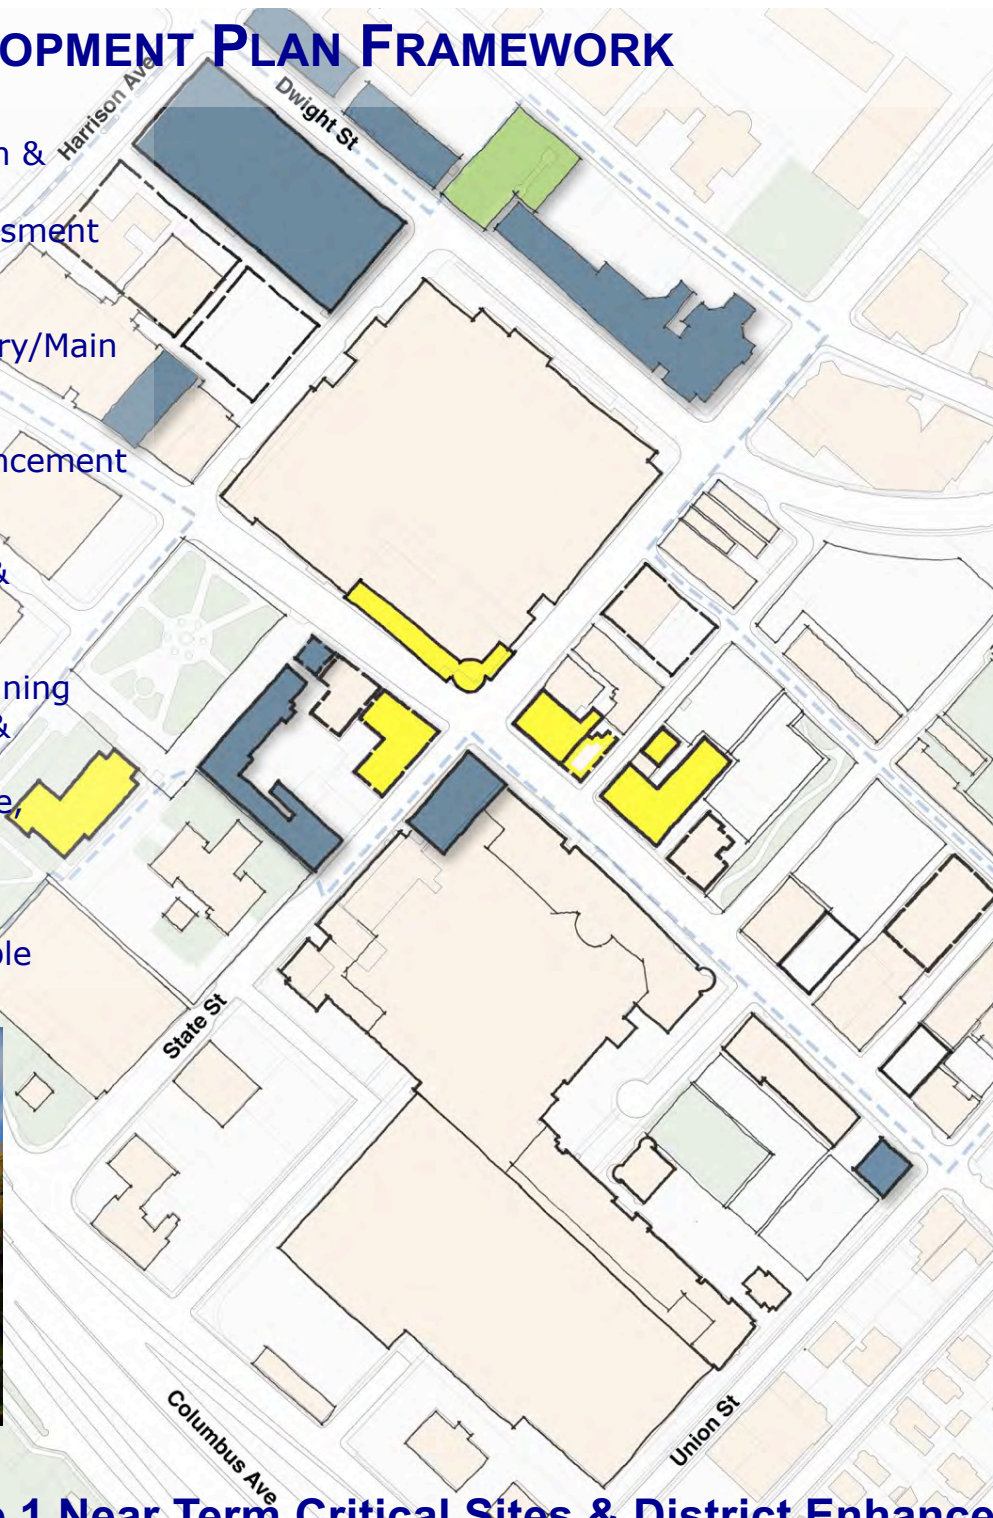 OPMENT PLAN FRAMEWORK
Harrison Ave
Dwight St
n &
sment
ry/Main
ncement
&
ning
&
e,
ole
State St
Columbus Ave
Union St
1 Near Term Critical Sites & District Enhance